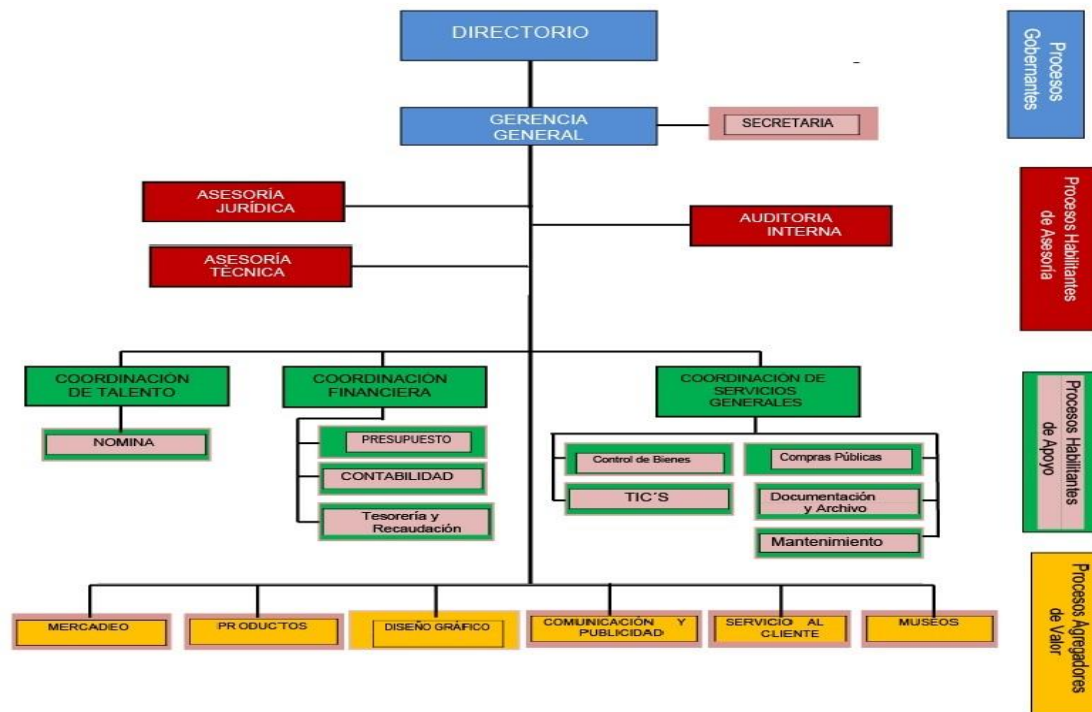 DIRECTORIO
GERENCIA
GENERAL
SECRETARIA
ASESORÍA
JURÍDICA
AUDITORIA
INTERNA
ASESORÍA
TÉCNICA
COORDINACIÓN
DE TALENTO
COORDINACIÓN
FINANCIERA
COORDINACIÓN DE
SERVICIOS
GENERALES
NOMINA
PRESUPUESTO
CONTABILIDAD
Tesorería y
Recaudación
Control de Bienes
TIC´S
Compras Públicas
Documentación
y Archivo
Mantenimiento
MERCADEO
PRODUCTOS
DISEÑO GRÁFICO
COMUNICACIÓN Y
PUBLICIDAD
SERVICIO AL
CLIENTE
MUSEOS
Procesos
Gobernantes
Procesos Habilitantes
de Asesoría
Procesos Habilitantes
de Apoyo
Procesos Agregadores
de Valor